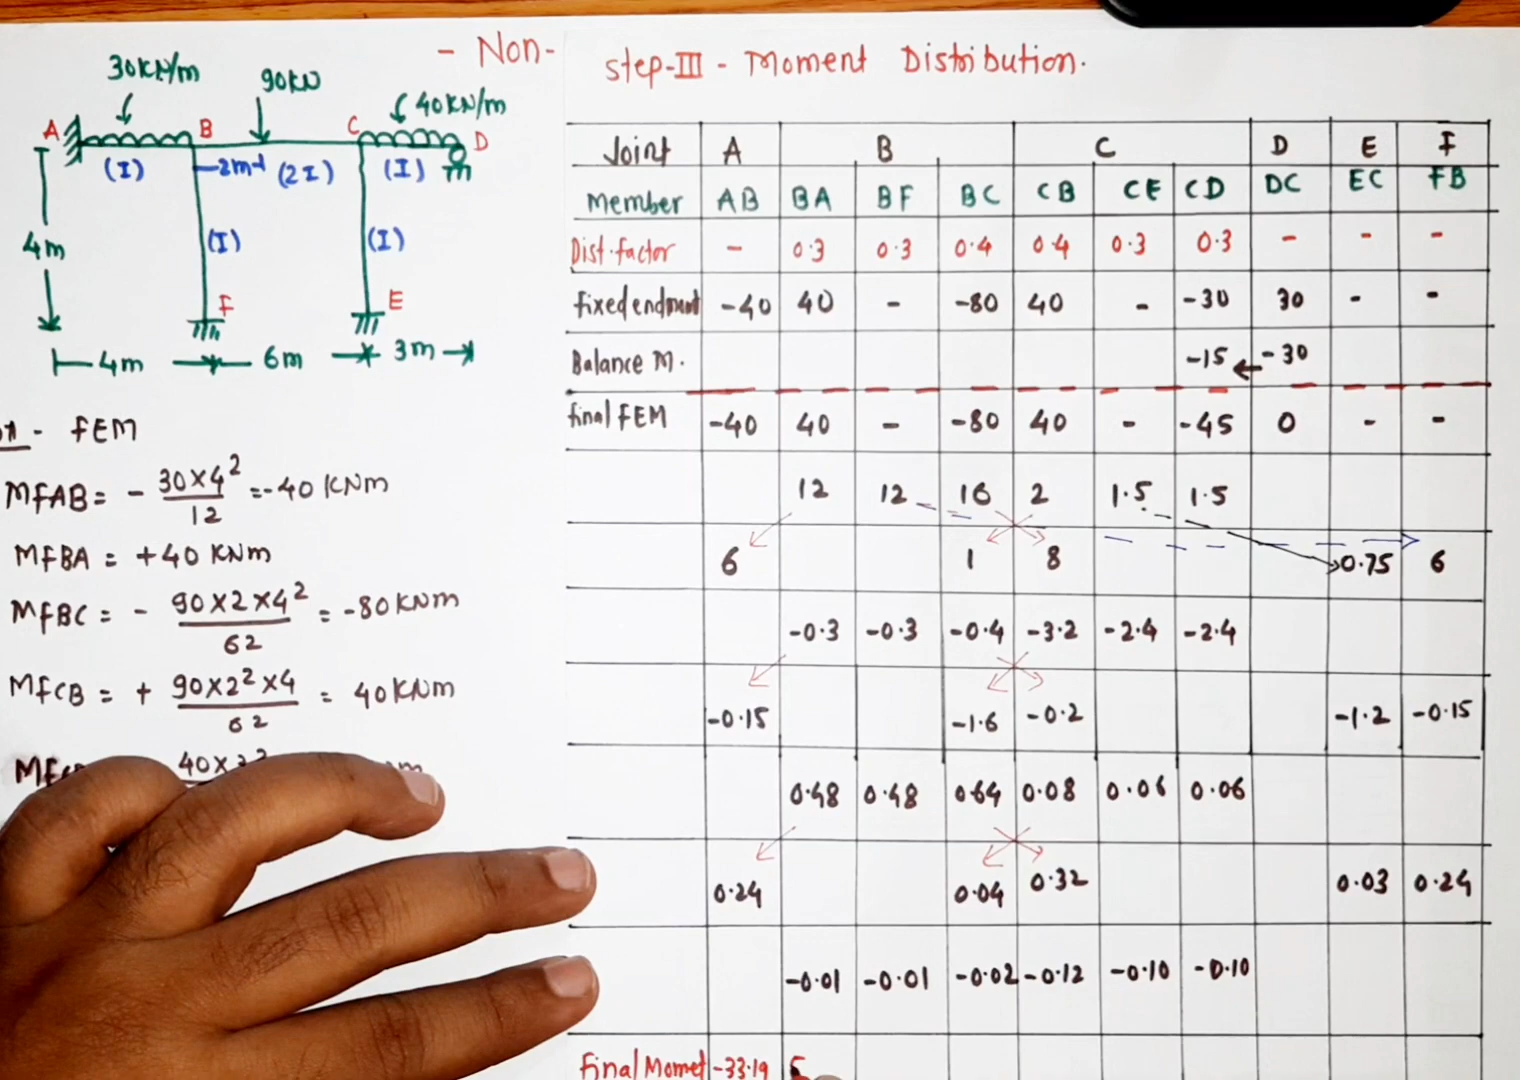 - Non-
30KN/m
90KN
40KN/m
A B C D
(I) 2m (2I) (I)
4m (I) (I)
F E
4m 6m 3m
- FEM
MFAB = - 30×4² / 12 = -40 KNm
MFBA = +40 KNm
MFBC = - 90×2×4² / 62 = -80KNm
MFCB = + 90×2²×4 / 62 = 40KNm
Step-III - Moment Distribution.
Joint A B C D E F
Member AB BA BF BC CB CE CD DC EC FB
Dist.factor - 0.3 0.3 0.4 0.4 0.3 0.3 - - -
fixed end -40 40 - -80 40 - -30 30 - -
Balance M. -15 ← -30
final FEM -40 40 - -80 40 - -45 0 - -
12 12 16 2 1.5 1.5
6 1 8 0.75 6
-0.3 -0.3 -0.4 -3.2 -2.4 -2.4
-0.15 -1.6 -0.2 -1.2 -0.15
0.48 0.48 0.64 0.08 0.06 0.06
0.24 0.04 0.32 0.03 0.24
-0.01 -0.01 -0.02 -0.12 -0.10 -0.10
Final Momet -33.19 5